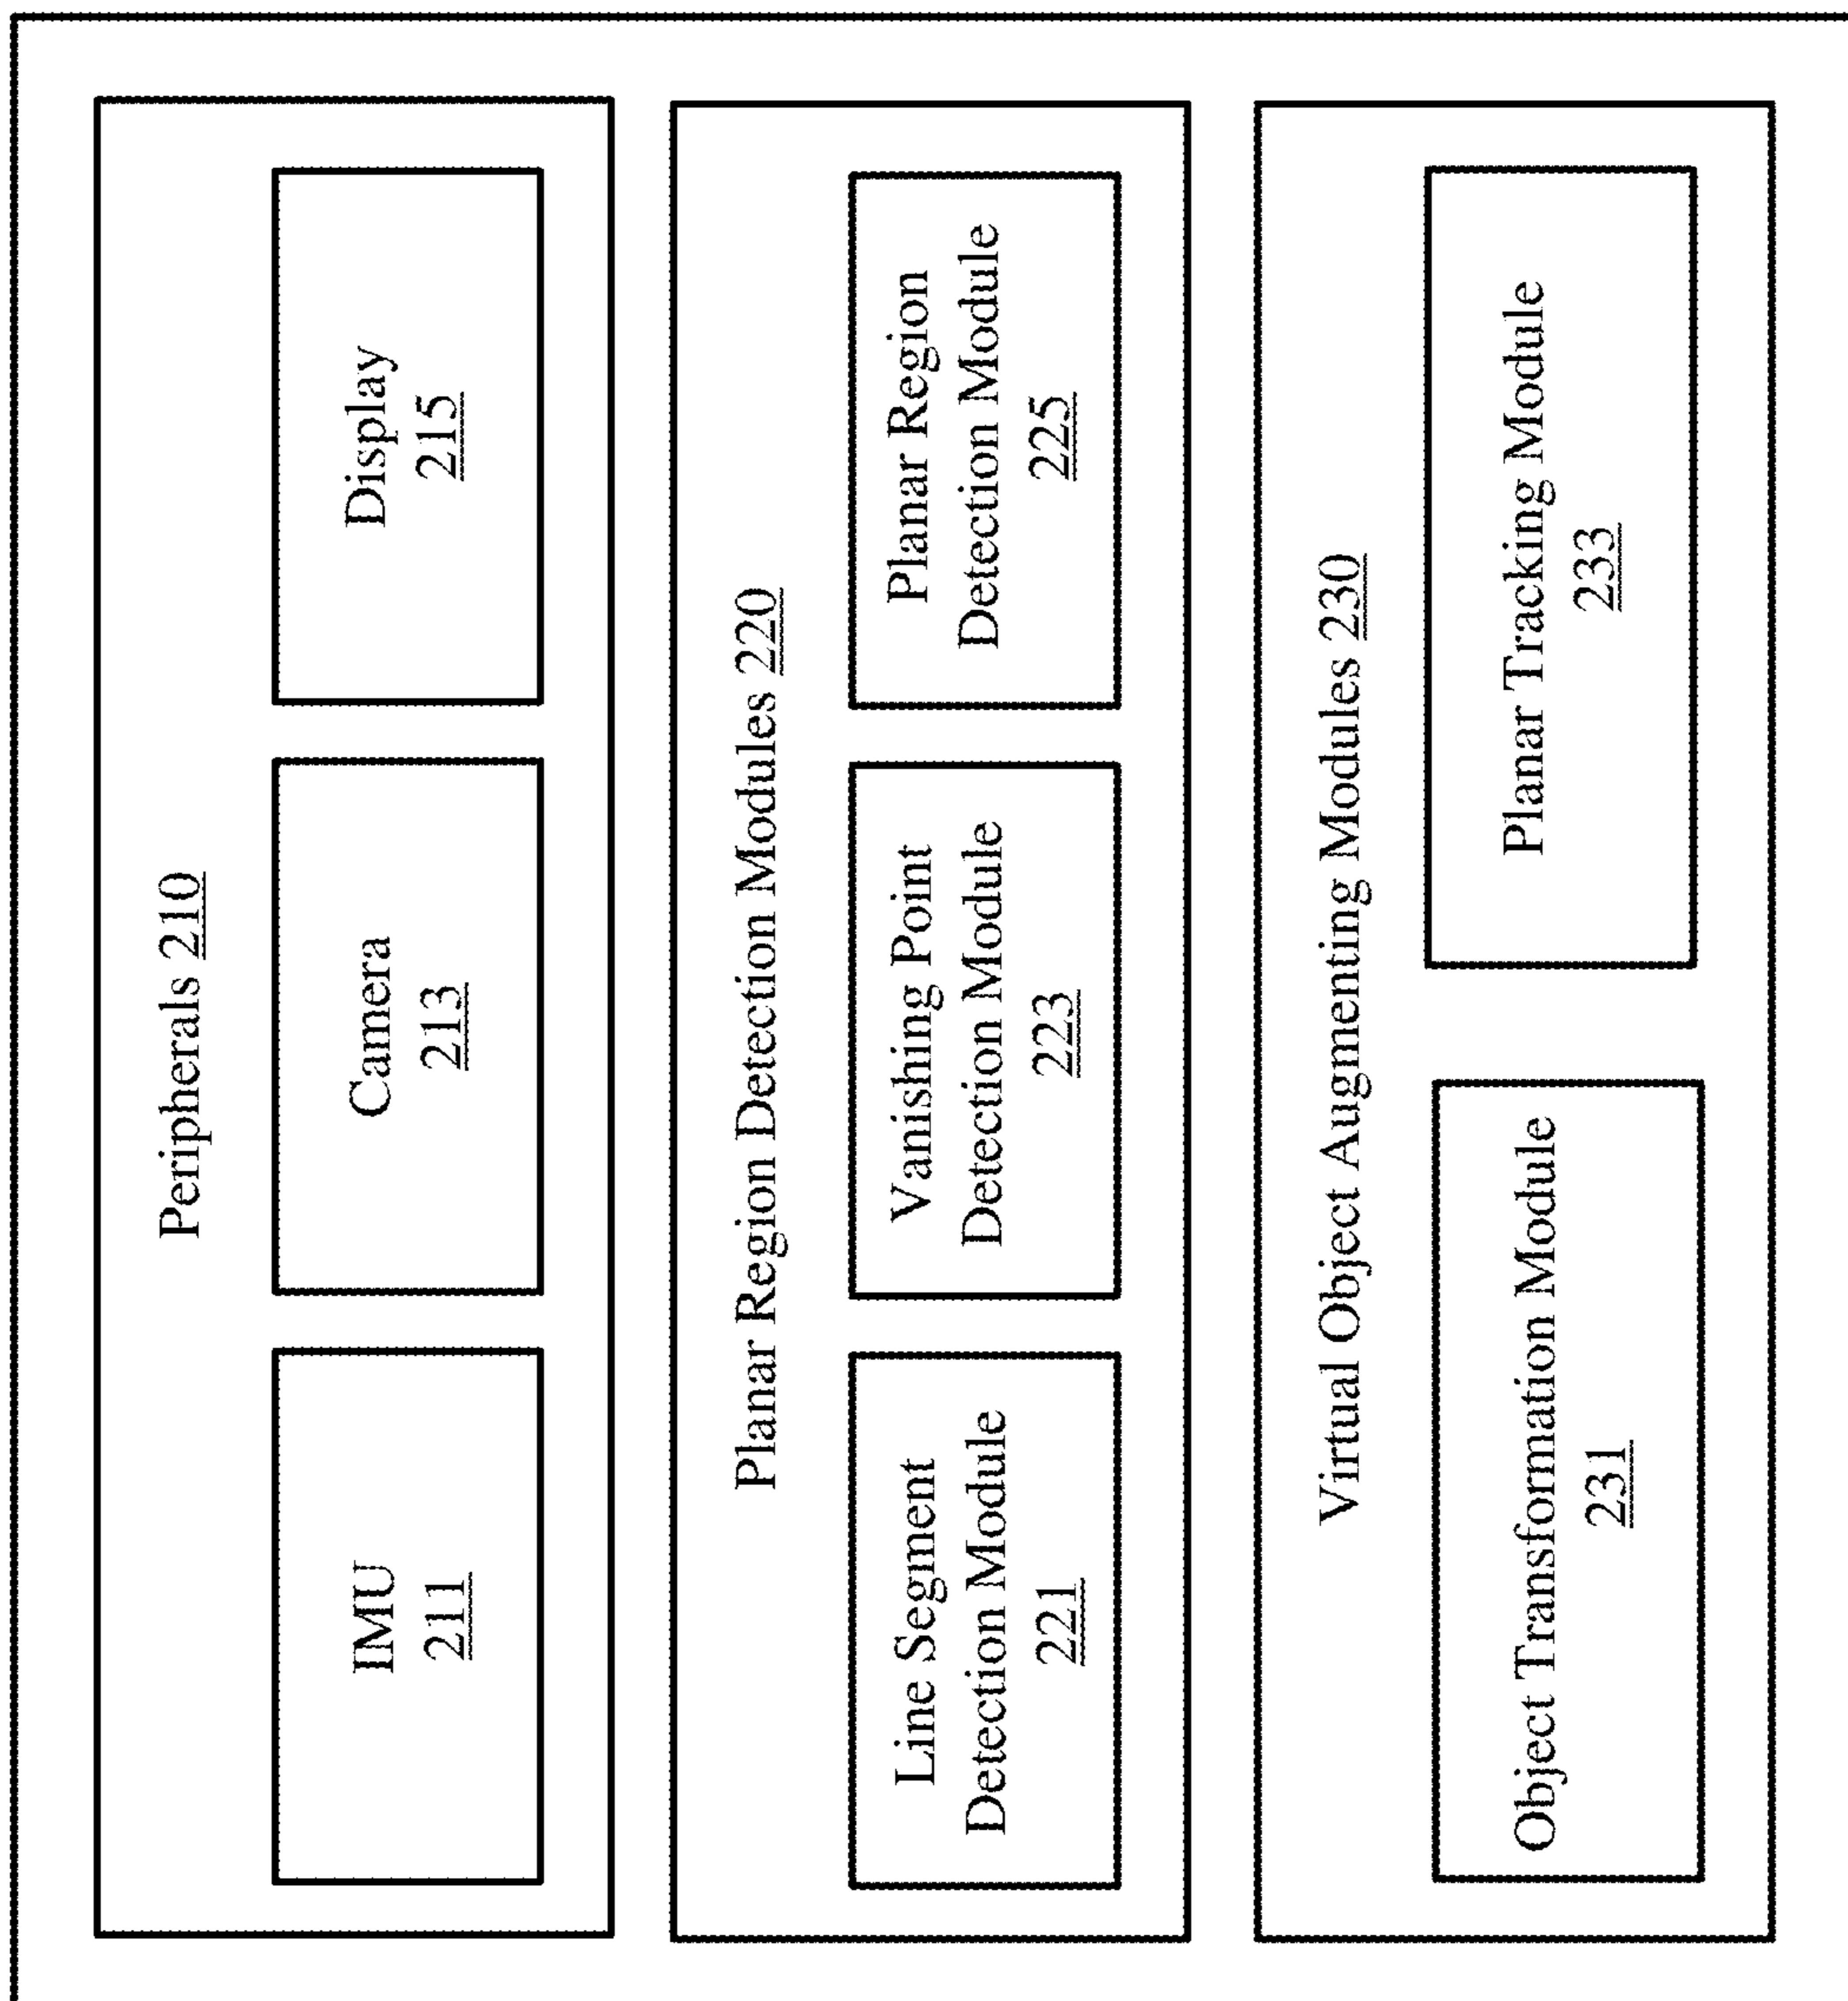 Peripherals 210
IMU
211
Camera
213
Display
215
Planar Region Detection Modules 220
Line Segment
Detection Module
221
Vanishing Point
Detection Module
223
Planar Region
Detection Module
225
Virtual Object Augmenting Modules 230
Object Transformation Module
231
Planar Tracking Module
233